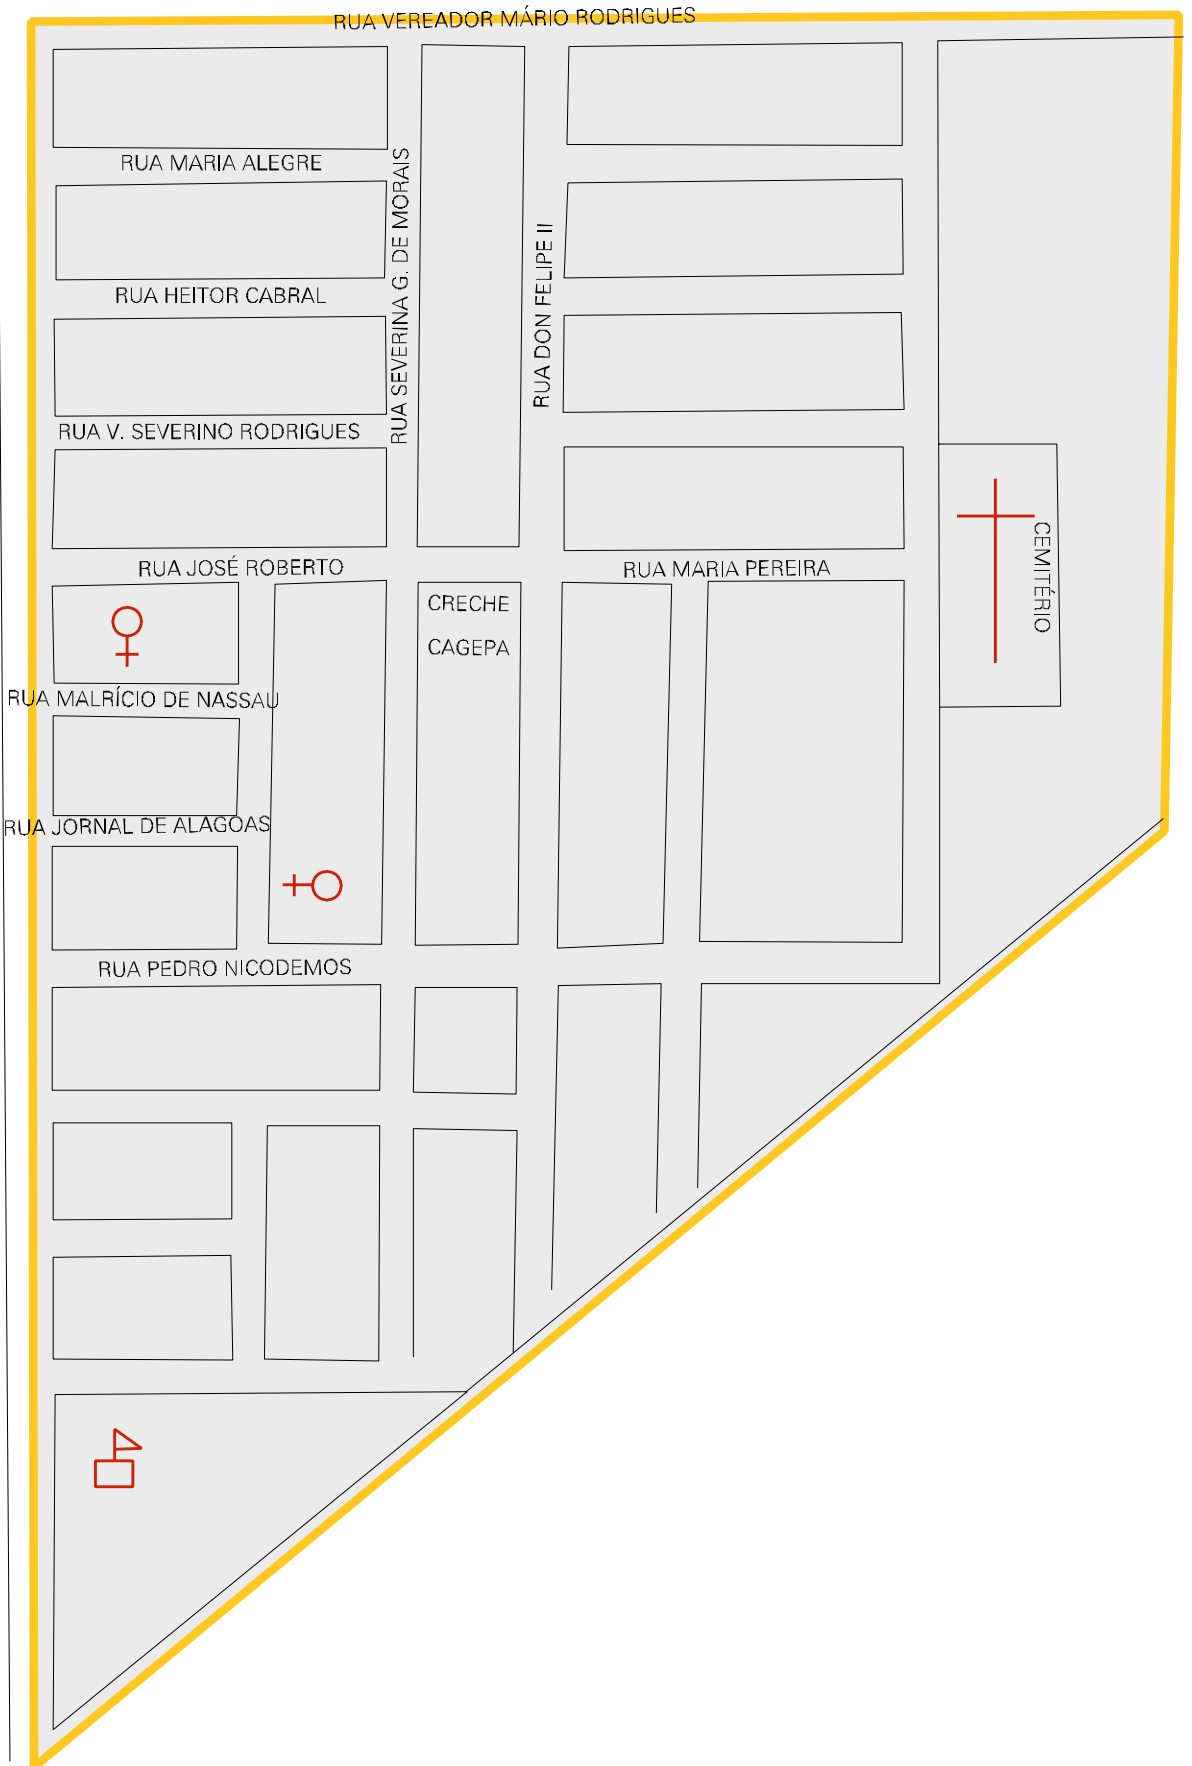 RUA VEREADOR MÁRIO RODRIGUES
RUA MARIA ALEGRE
RUA SEVERINA G. DE MORAIS
RUA DON FELIPE II
RUA HEITOR CABRAL
RUA V. SEVERINO RODRIGUES
RUA JOSÉ ROBERTO
RUA MARIA PEREIRA
CEMITÉRIO
CRECHE
CAGEPA
RUA MALRÍCIO DE NASSAU
RUA JORNAL DE ALAGOAS
RUA PEDRO NICODEMOS